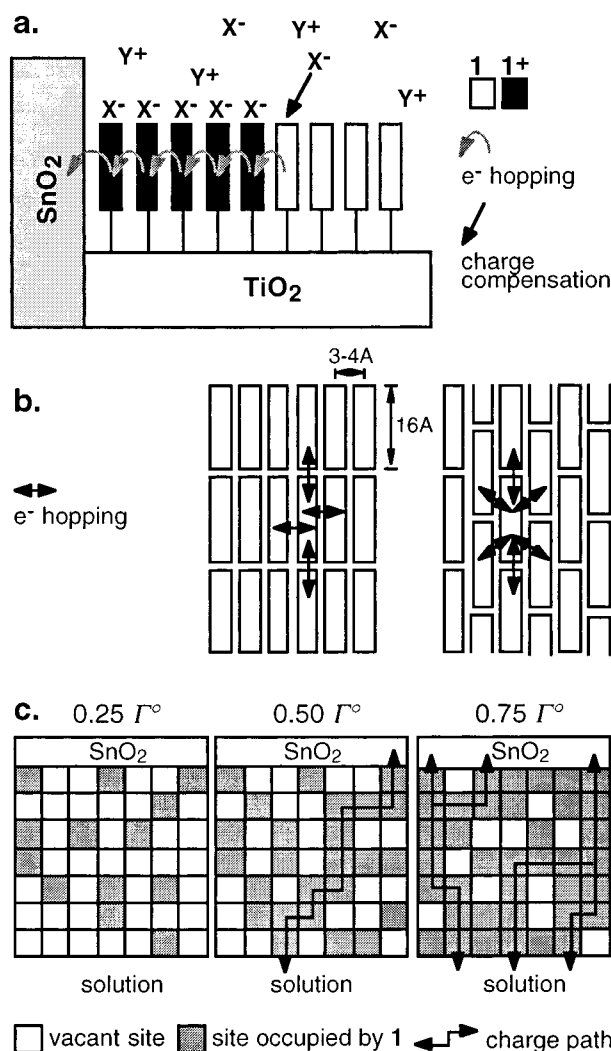 a.
X- Y+ X-
Y+ X-
Y+
X- X- X- X- X- Y+
1 1+
SnO2
e- hopping
TiO2
charge
compensation
b.
3-4A
16A
e- hopping
c.
0.25 Γ° 0.50 Γ° 0.75 Γ°
SnO2 SnO2 SnO2
solution solution solution
vacant site site occupied by 1 charge path